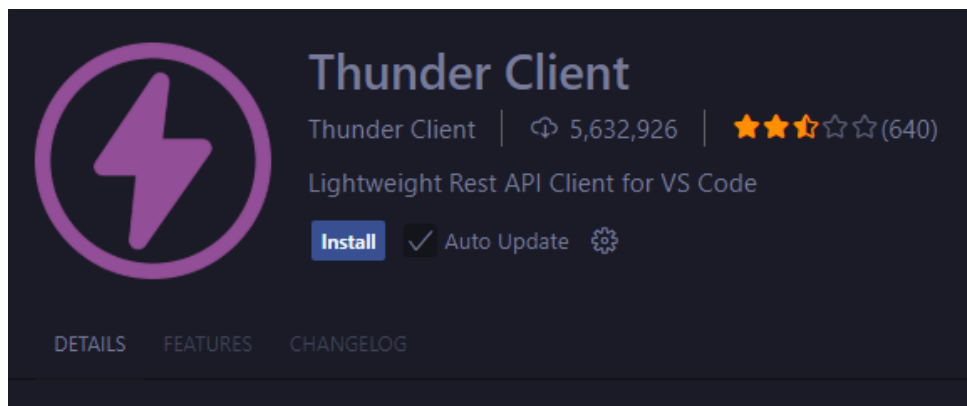 Thunder Client
Thunder Client 5,632,926 (640)
Lightweight Rest API Client for VS Code
Install Auto Update
DETAILS FEATURES CHANGELOG